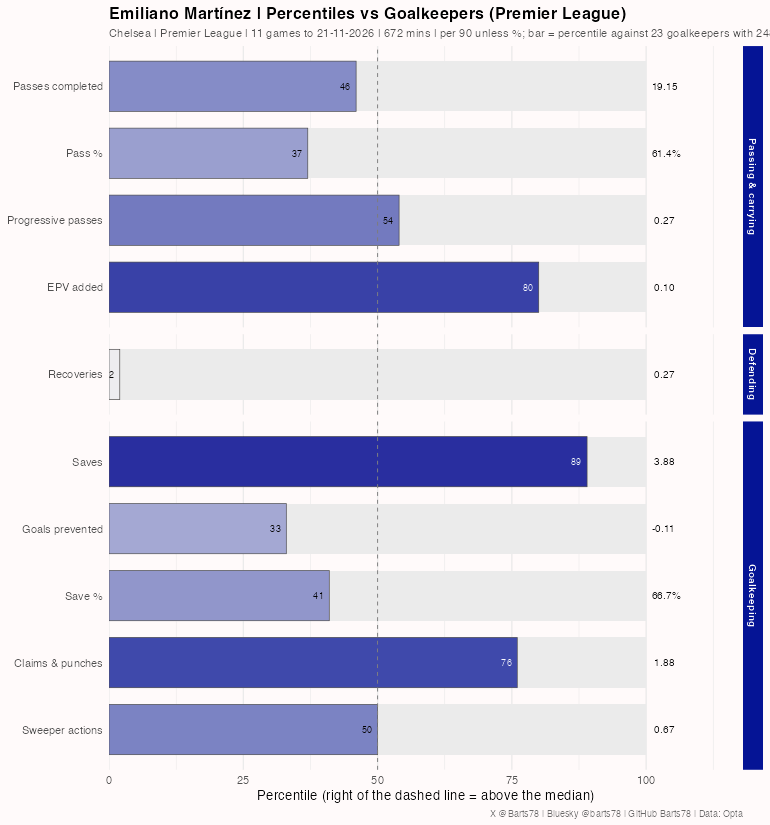 Emiliano Martínez | Percentiles vs Goalkeepers (Premier League)
Chelsea | Premier League | 11 games to 21-11-2026 | 672 mins | per 90 unless %; bar = percentile against 23 goalkeepers with 24
Passes completed 46 19.15
Pass % 37 61.4%
Progressive passes 54 0.27
EPV added 80 0.10
Passing & carrying
Recoveries 2 0.27
Defending
Saves 89 3.88
Goals prevented 33 -0.11
Save % 41 66.7%
Claims & punches 76 1.88
Sweeper actions 50 0.67
Goalkeeping
0 25 50 75 100
Percentile (right of the dashed line = above the median)
X @Barts78 | Bluesky @barts78 | GitHub Barts78 | Data: Opta